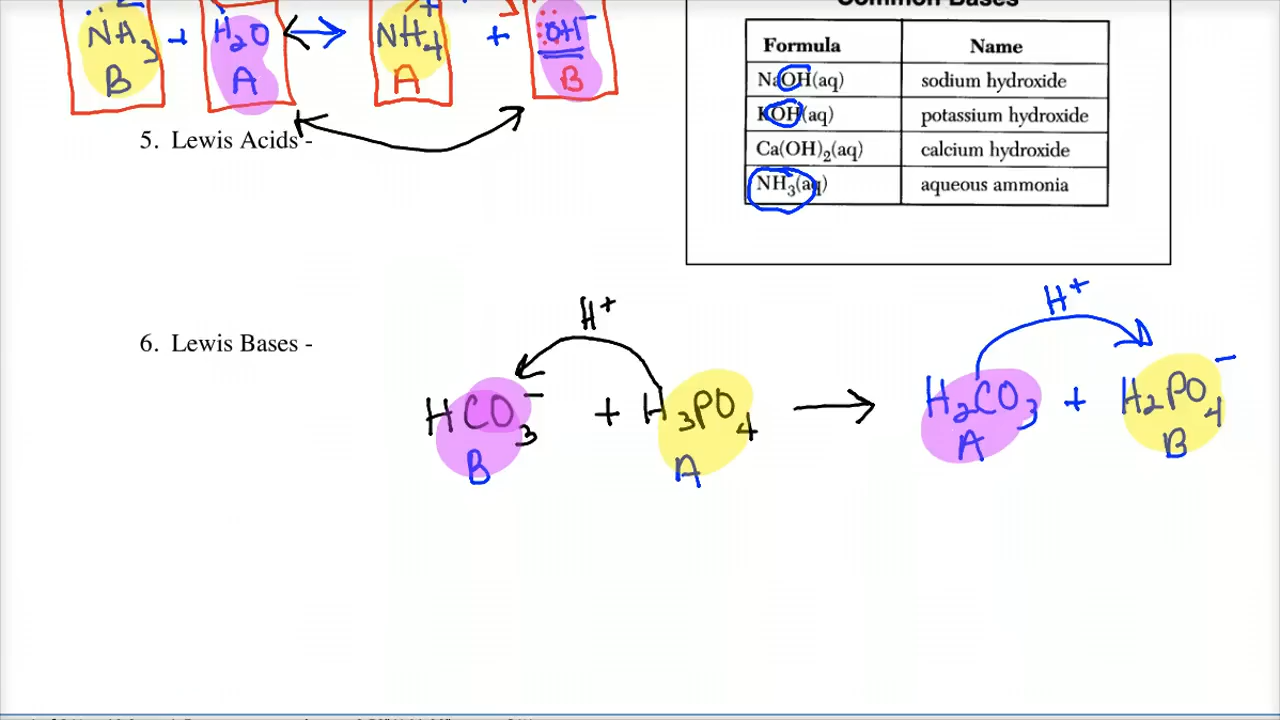 Common Bases
NH3 + H2O ↔ NH4+ + OH-
B A A B
Formula Name
NaOH(aq) sodium hydroxide
KOH(aq) potassium hydroxide
Ca(OH)2(aq) calcium hydroxide
NH3(aq) aqueous ammonia
5. Lewis Acids -
6. Lewis Bases -
H+ H+
HCO3- + H3PO4 → H2CO3 + H2PO4-
B A A B